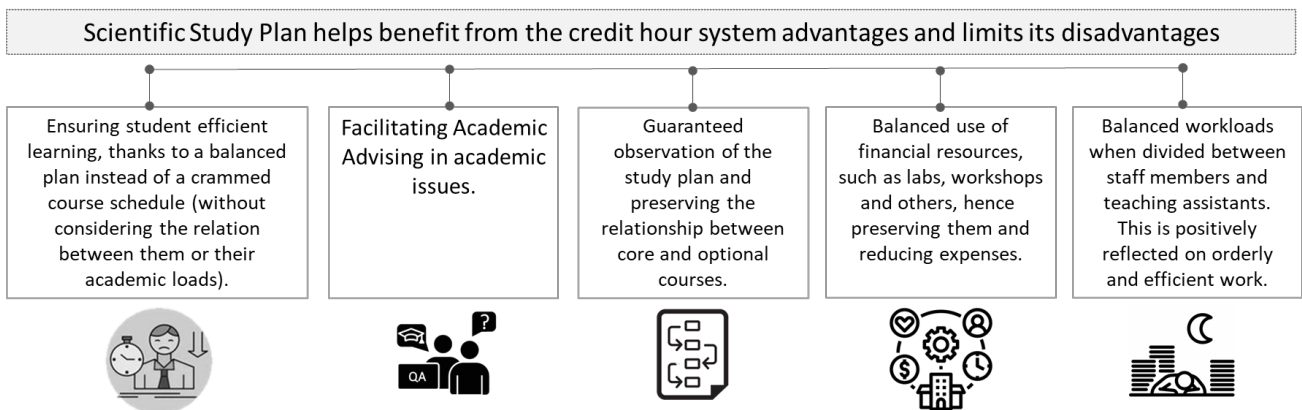 Scientific Study Plan helps benefit from the credit hour system advantages and limits its disadvantages
Ensuring student efficient
learning, thanks to a balanced
plan instead of a crammed
course schedule (without
considering the relation
between them or their
academic loads).
Facilitating Academic
Advising in academic
issues.
Guaranteed
observation of the
study plan and
preserving the
relationship between
core and optional
courses.
Balanced use of
financial resources,
such as labs, workshops
and others, hence
preserving them and
reducing expenses.
Balanced workloads
when divided between
staff members and
teaching assistants.
This is positively
reflected on orderly
and efficient work.
?
QA
$